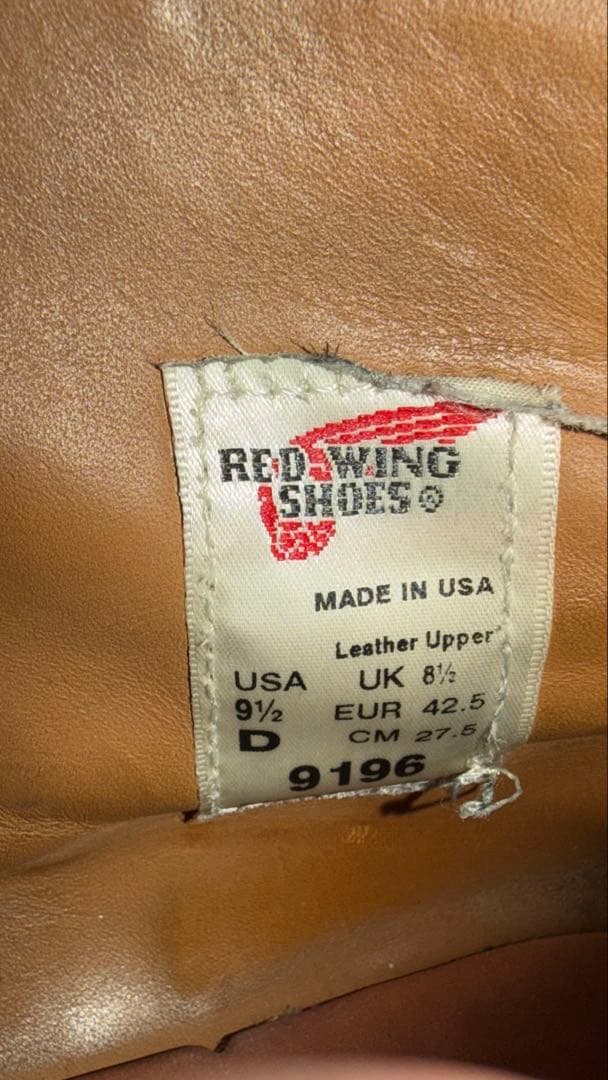 RED WING
SHOES®
MADE IN USA
Leather Upper
USA UK 8½
9½ EUR 42.5
D CM 27.5
9196